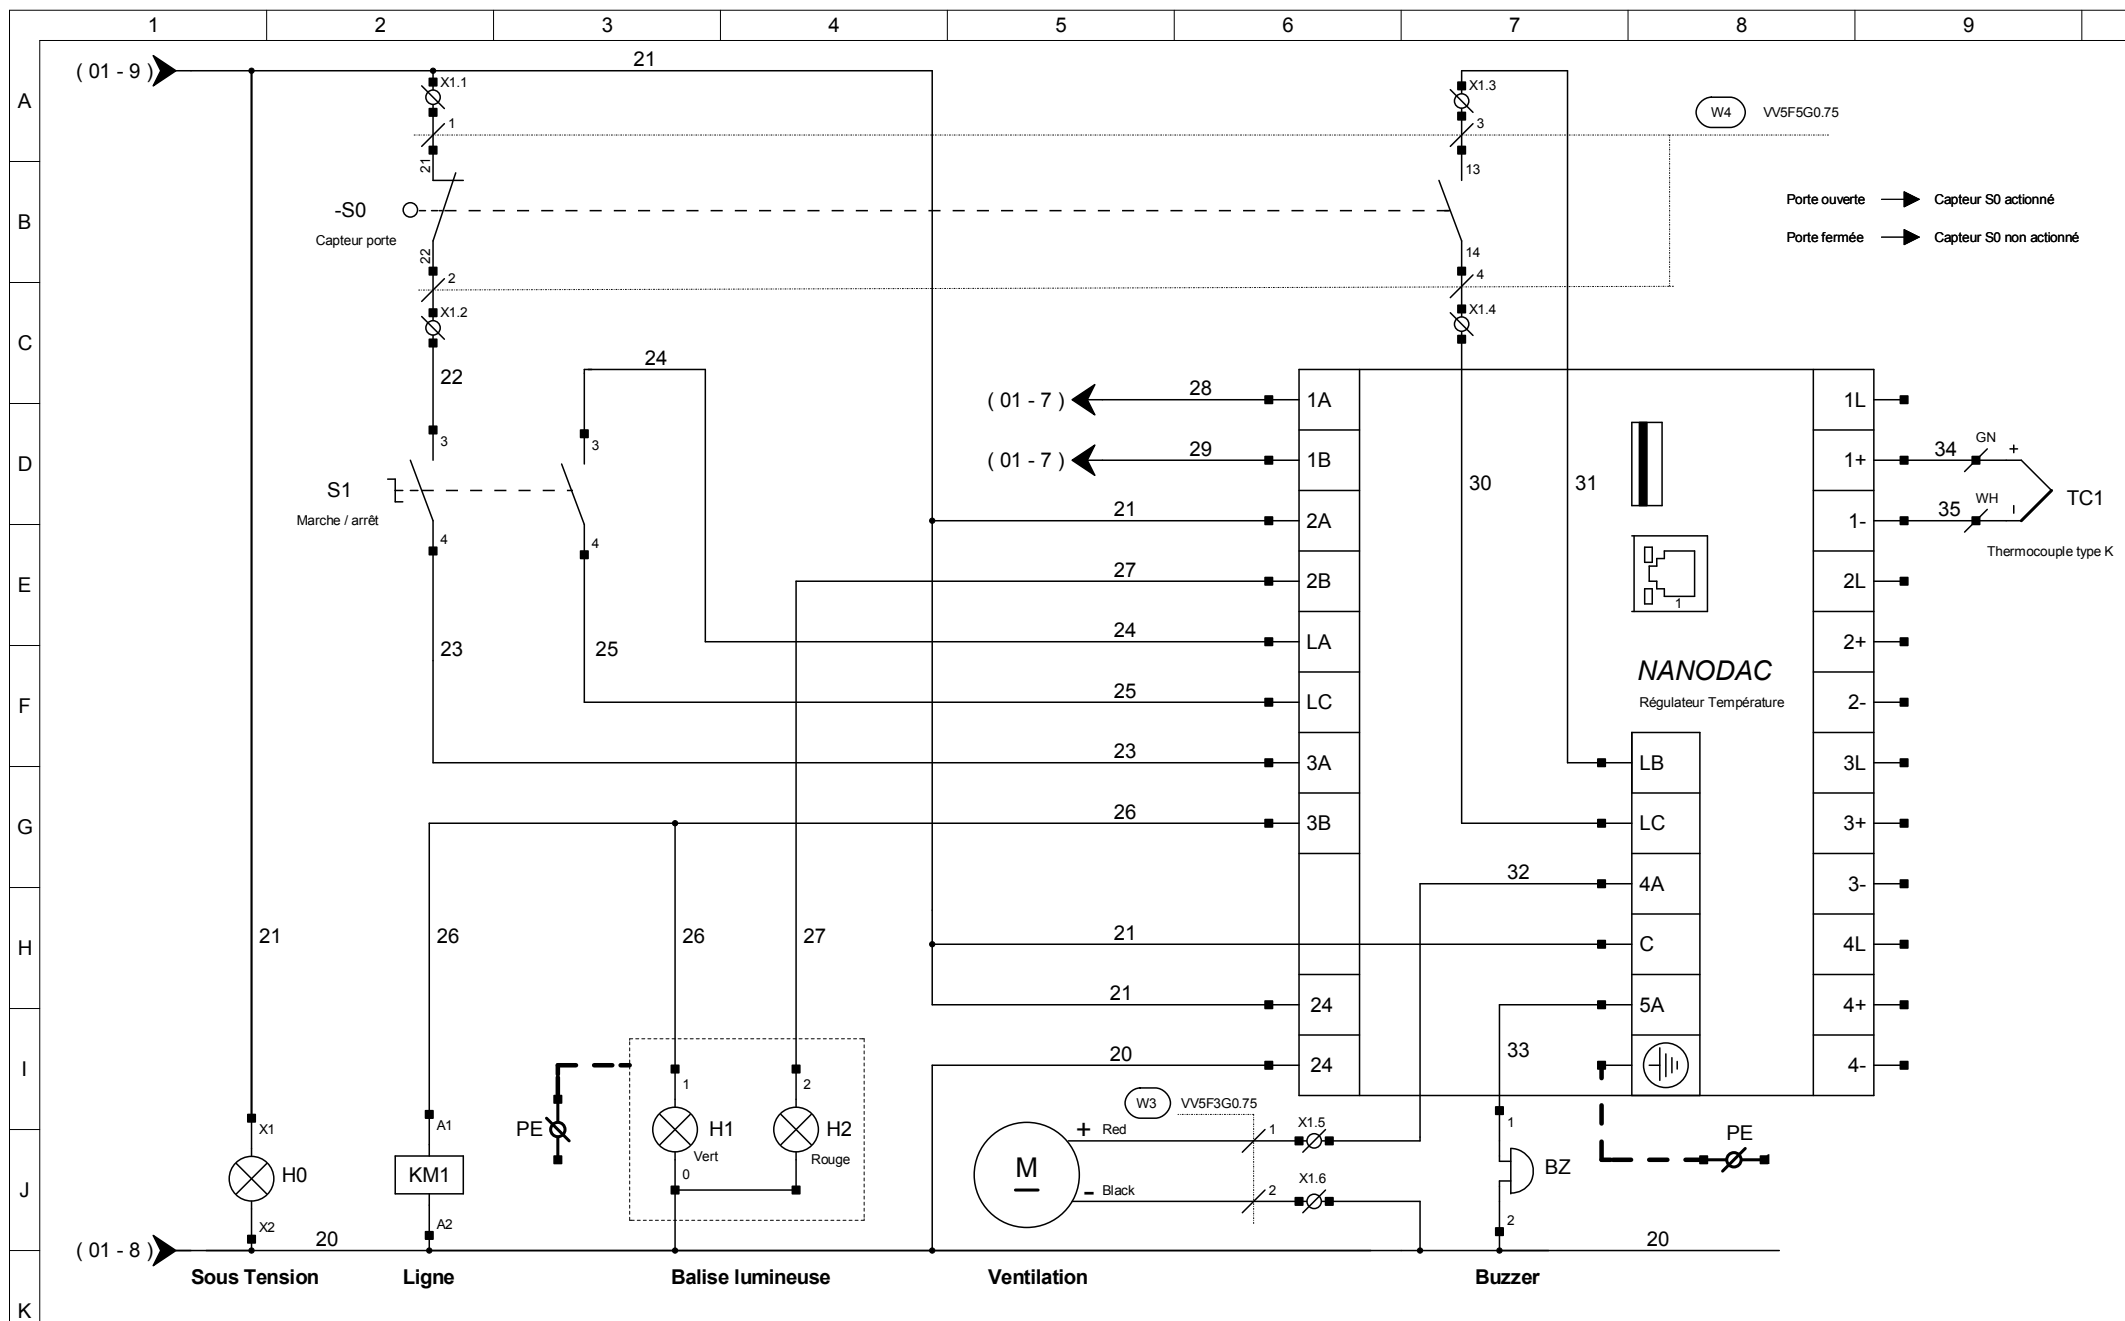 1 2 3 4 5 6 7 8 9
A
B
C
D
E
F
G
H
I
J
K
( 01 - 9 )
21
X1.1
1
21
-S0
Capteur porte
22
2
X1.2
22
X1.3
3
13
14
4
X1.4
W4 VV5F5G0.75
Porte ouverte Capteur S0 actionné
Porte fermée Capteur S0 non actionné
24
3
S1
Marche / arrêt
4
3
4
23
25
( 01 - 7 ) 28 1A
( 01 - 7 ) 29 1B
21 2A
27 2B
24 LA
25 LC
23 3A
26 3B
21
21 24
20 24
30
31
1
NANODAC
Régulateur Température
LB
LC
32 4A
C
5A
33
1L
1+
1-
2L
2+
2-
3L
3+
3-
4L
4+
4-
34 GN +
35 WH -
TC1
Thermocouple type K
21
26
26
27
X1
H0
X2
A1
KM1
A2
PE
1
H1
Vert
0
2
H2
Rouge
W3 VV5F3G0.75
M
+ Red 1 X1.5
- Black 2 X1.6
1
BZ
2
PE
( 01 - 8 )
20
20
Sous Tension
Ligne
Balise lumineuse
Ventilation
Buzzer